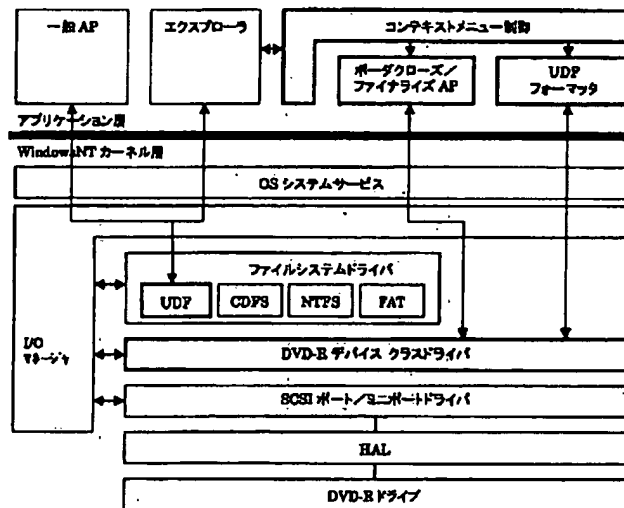 一般 AP
エクスプローラ
コンテキストメニュー制御
ボーダクローズ／
ファイナライズ AP
UDF
フォーマッタ
アプリケーション層
WindowsNT カーネル層
OS システムサービス
ファイルシステムドライバ
UDF
CDFS
NTFS
FAT
I/O
マネージャ
DVD-R デバイス クラスドライバ
SCSI ポート／ミニポートドライバ
HAL
DVD-R ドライブ